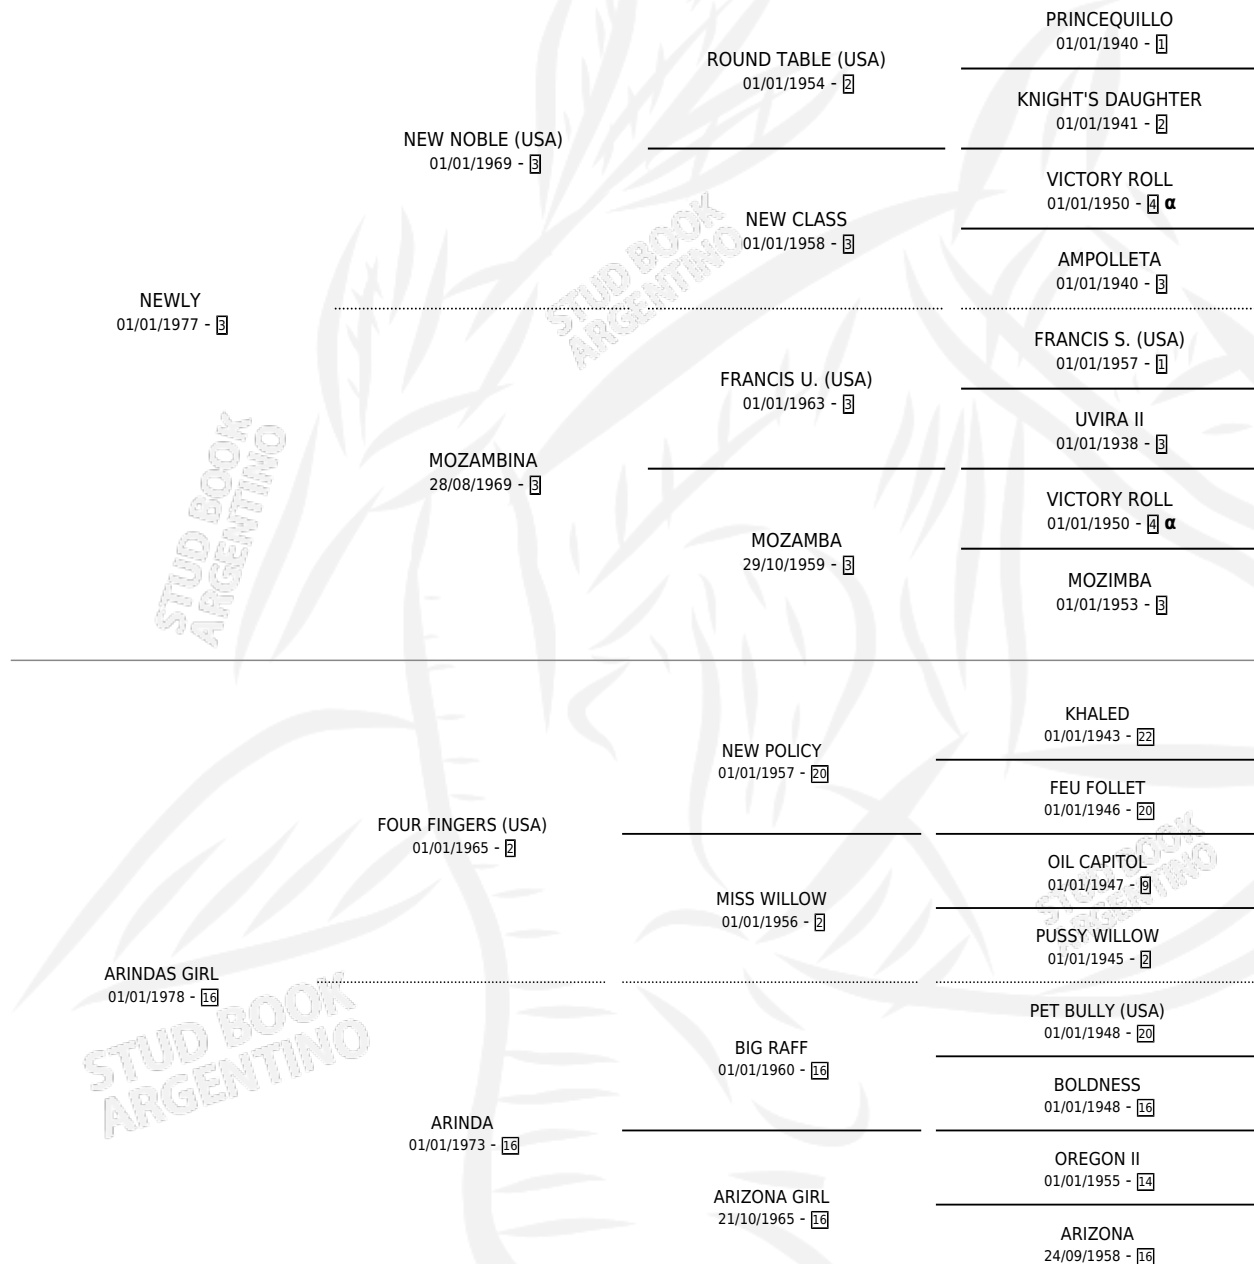 PRINCEQUILLO
01/01/1940 - 1
ROUND TABLE (USA)
01/01/1954 - 2
KNIGHT'S DAUGHTER
01/01/1941 - 2
NEW NOBLE (USA)
01/01/1969 - 3
VICTORY ROLL
01/01/1950 - 4 α
NEW CLASS
01/01/1958 - 3
AMPOLLETA
01/01/1940 - 3
NEWLY
01/01/1977 - 3
FRANCIS S. (USA)
01/01/1957 - 1
FRANCIS U. (USA)
01/01/1963 - 3
UVIRA II
01/01/1938 - 3
MOZAMBINA
28/08/1969 - 3
VICTORY ROLL
01/01/1950 - 4 α
MOZAMBA
29/10/1959 - 3
MOZIMBA
01/01/1953 - 3
STUD BOOK
ARGENTINO
STUD BOOK
ARGENTINO
KHALED
01/01/1943 - 22
NEW POLICY
01/01/1957 - 20
FEU FOLLET
01/01/1946 - 20
FOUR FINGERS (USA)
01/01/1965 - 2
OIL CAPITOL
01/01/1947 - 9
MISS WILLOW
01/01/1956 - 2
PUSSY WILLOW
01/01/1945 - 2
ARINDAS GIRL
01/01/1978 - 16
PET BULLY (USA)
01/01/1948 - 20
BIG RAFF
01/01/1960 - 16
BOLDNESS
01/01/1948 - 16
ARINDA
01/01/1973 - 16
OREGON II
01/01/1955 - 14
ARIZONA GIRL
21/10/1965 - 16
ARIZONA
24/09/1958 - 16
STUD BOOK
ARGENTINO
STUD BOOK
ARGENTINO